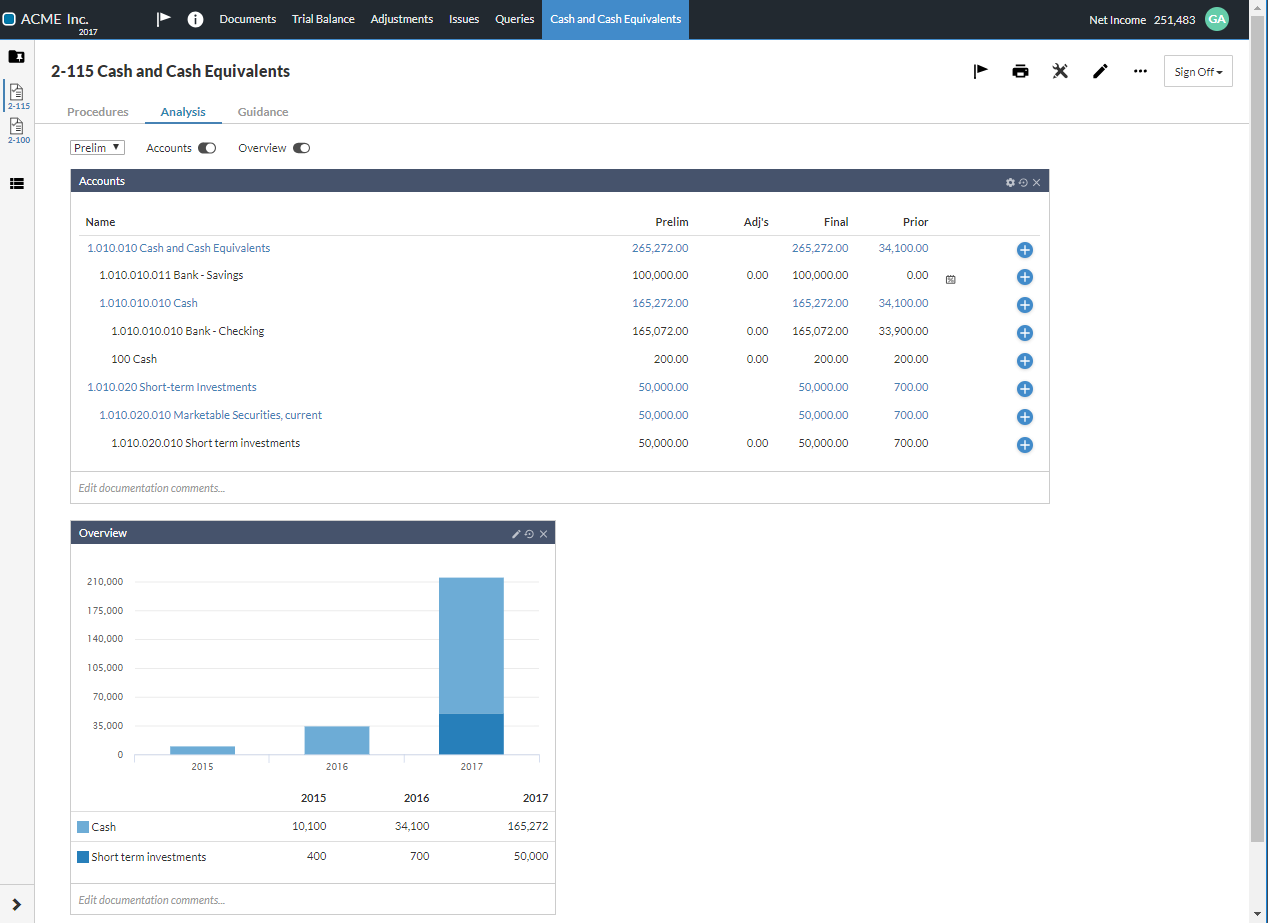 ACME Inc. Documents Trial Balance Adjustments Issues Queries Cash and Cash Equivalents Net Income 251,483 GA
2017
2-115 Cash and Cash Equivalents Sign Off
2-115
Procedures Analysis Guidance
2-100
Prelim Accounts Overview
Accounts
Name Prelim Adj's Final Prior
1.010.010 Cash and Cash Equivalents 265,272.00 265,272.00 34,100.00
1.010.010.011 Bank - Savings 100,000.00 0.00 100,000.00 0.00
1.010.010.010 Cash 165,272.00 165,272.00 34,100.00
1.010.010.010 Bank - Checking 165,072.00 0.00 165,072.00 33,900.00
100 Cash 200.00 0.00 200.00 200.00
1.010.020 Short-term Investments 50,000.00 50,000.00 700.00
1.010.020.010 Marketable Securities, current 50,000.00 50,000.00 700.00
1.010.020.010 Short term investments 50,000.00 0.00 50,000.00 700.00
Edit documentation comments...
Overview
210,000
175,000
140,000
105,000
70,000
35,000
0
2015 2016 2017
2015 2016 2017
Cash 10,100 34,100 165,272
Short term investments 400 700 50,000
Edit documentation comments...